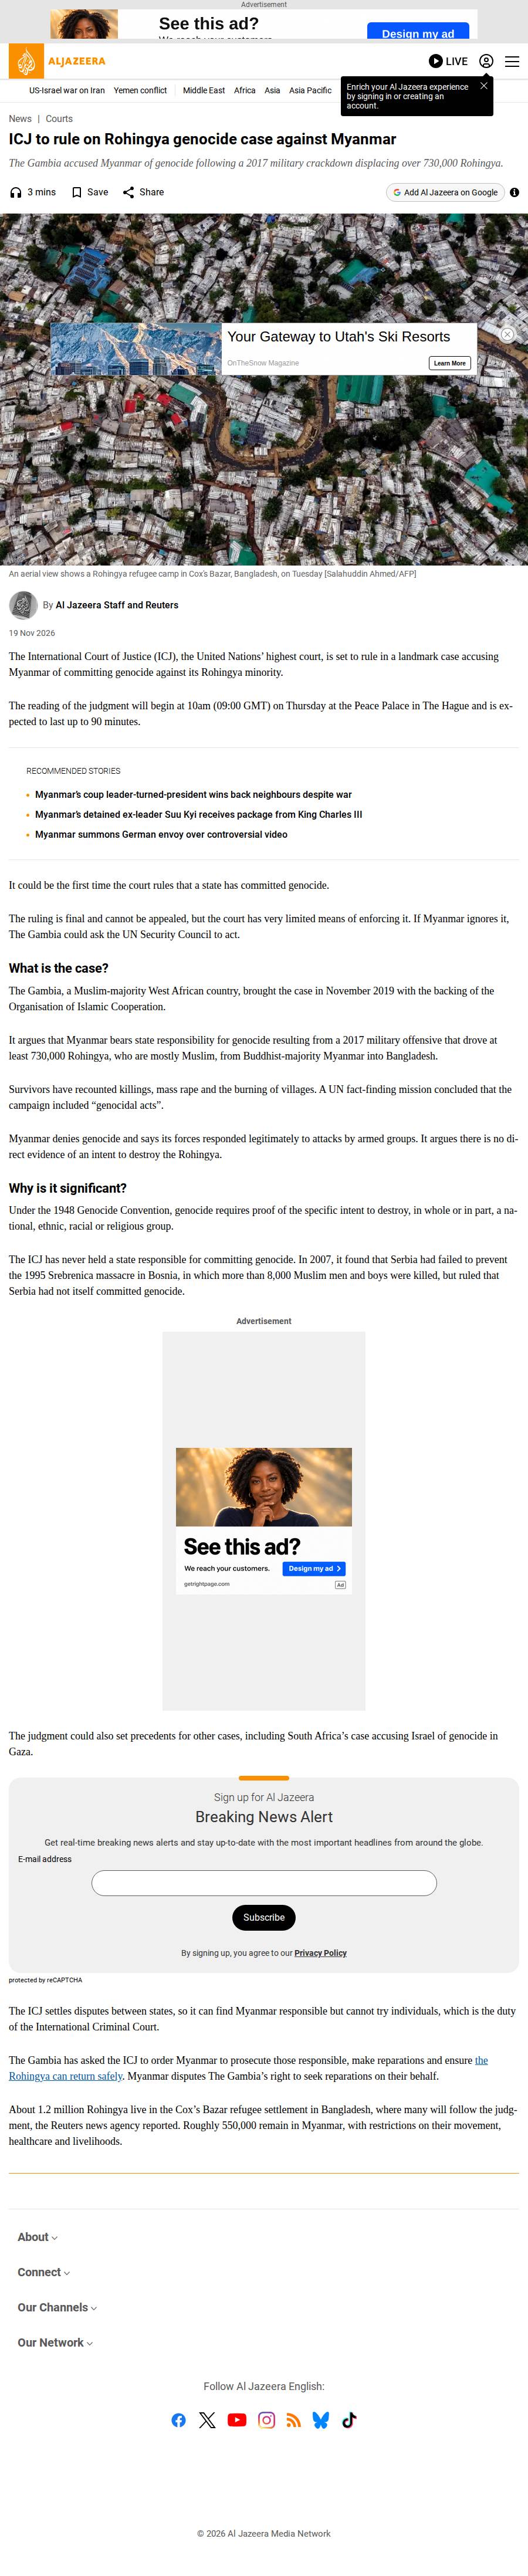 Advertisement
See this ad?
Design my ad
ALJAZEERA
LIVE
Enrich your Al Jazeera experience
by signing in or creating an
account.
US-Israel war on Iran
Yemen conflict
Middle East
Africa
Asia
Asia Pacific
News | Courts
ICJ to rule on Rohingya genocide case against Myanmar
The Gambia accused Myanmar of genocide following a 2017 military crackdown displacing over 730,000 Rohingya.
3 mins
Save
Share
Add Al Jazeera on Google
Your Gateway to Utah's Ski Resorts
OnTheSnow Magazine
Learn More
An aerial view shows a Rohingya refugee camp in Cox's Bazar, Bangladesh, on Tuesday [Salahuddin Ahmed/AFP]
By Al Jazeera Staff and Reuters
19 Nov 2026
The International Court of Justice (ICJ), the United Nations’ highest court, is set to rule in a landmark case accusing
Myanmar of committing genocide against its Rohingya minority.
The reading of the judgment will begin at 10am (09:00 GMT) on Thursday at the Peace Palace in The Hague and is ex-
pected to last up to 90 minutes.
RECOMMENDED STORIES
Myanmar’s coup leader-turned-president wins back neighbours despite war
Myanmar’s detained ex-leader Suu Kyi receives package from King Charles III
Myanmar summons German envoy over controversial video
It could be the first time the court rules that a state has committed genocide.
The ruling is final and cannot be appealed, but the court has very limited means of enforcing it. If Myanmar ignores it,
The Gambia could ask the UN Security Council to act.
What is the case?
The Gambia, a Muslim-majority West African country, brought the case in November 2019 with the backing of the
Organisation of Islamic Cooperation.
It argues that Myanmar bears state responsibility for genocide resulting from a 2017 military offensive that drove at
least 730,000 Rohingya, who are mostly Muslim, from Buddhist-majority Myanmar into Bangladesh.
Survivors have recounted killings, mass rape and the burning of villages. A UN fact-finding mission concluded that the
campaign included “genocidal acts”.
Myanmar denies genocide and says its forces responded legitimately to attacks by armed groups. It argues there is no di-
rect evidence of an intent to destroy the Rohingya.
Why is it significant?
Under the 1948 Genocide Convention, genocide requires proof of the specific intent to destroy, in whole or in part, a na-
tional, ethnic, racial or religious group.
The ICJ has never held a state responsible for committing genocide. In 2007, it found that Serbia had failed to prevent
the 1995 Srebrenica massacre in Bosnia, in which more than 8,000 Muslim men and boys were killed, but ruled that
Serbia had not itself committed genocide.
Advertisement
See this ad?
We reach your customers.
Design my ad
getrightpage.com
Ad
The judgment could also set precedents for other cases, including South Africa’s case accusing Israel of genocide in
Gaza.
Sign up for Al Jazeera
Breaking News Alert
Get real-time breaking news alerts and stay up-to-date with the most important headlines from around the globe.
E-mail address
Subscribe
By signing up, you agree to our Privacy Policy
protected by reCAPTCHA
The ICJ settles disputes between states, so it can find Myanmar responsible but cannot try individuals, which is the duty
of the International Criminal Court.
The Gambia has asked the ICJ to order Myanmar to prosecute those responsible, make reparations and ensure the
Rohingya can return safely. Myanmar disputes The Gambia’s right to seek reparations on their behalf.
About 1.2 million Rohingya live in the Cox’s Bazar refugee settlement in Bangladesh, where many will follow the judg-
ment, the Reuters news agency reported. Roughly 550,000 remain in Myanmar, with restrictions on their movement,
healthcare and livelihoods.
About
Connect
Our Channels
Our Network
Follow Al Jazeera English:
© 2026 Al Jazeera Media Network